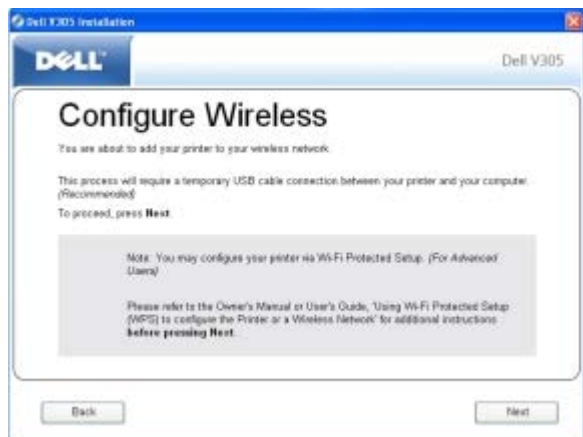 Dell V305 Installation
DELL
Dell V305
Configure Wireless
You are about to add your printer to your wireless network.
This process will require a temporary USB cable connection between your printer and your computer.
(Recommended)
To proceed, press Next.
Note: You may configure your printer via Wi-Fi Protected Setup. (For Advanced
Users)
Please refer to the Owner's Manual or User's Guide, 'Using Wi-Fi Protected Setup
(WPS) to configure the Printer or a Wireless Network' for additional instructions
before pressing Next.
Back
Next